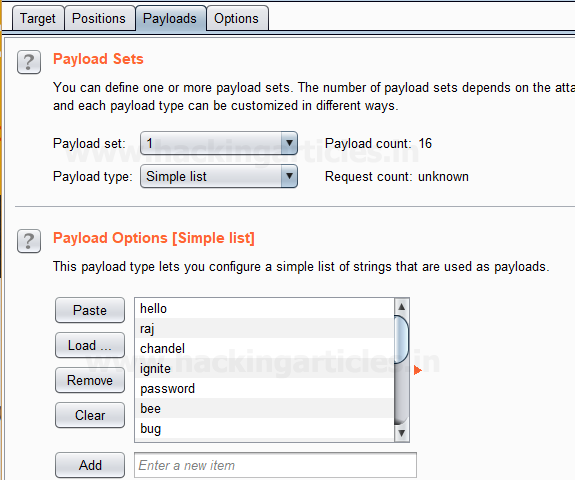 Target Positions Payloads Options
? Payload Sets
You can define one or more payload sets. The number of payload sets depends on the atta
and each payload type can be customized in different ways.
Payload set: 1 Payload count: 16
www.hackingarticles.in
Payload type: Simple list Request count: unknown
? Payload Options [Simple list]
This payload type lets you configure a simple list of strings that are used as payloads.
Paste
Load ...
Remove
Clear
hello
raj
chandel
ignite
password
bee
bug
www.hackingarticles.in
Add Enter a new item